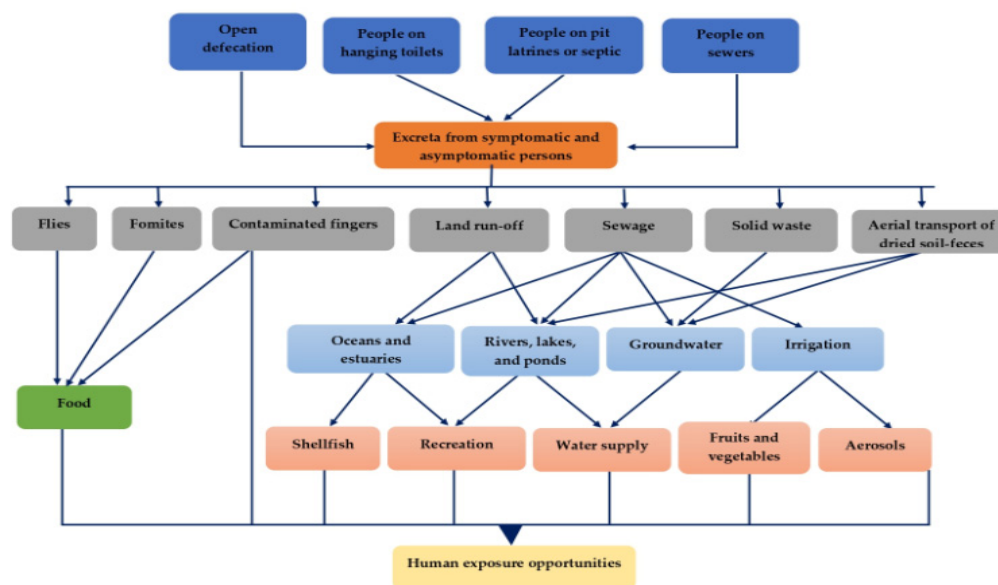 Open
defecation
People on
hanging toilets
People on pit
latrines or septic
People on
sewers
Excreta from symptomatic and
asymptomatic persons
Flies
Fomites
Contaminated fingers
Land run-off
Sewage
Solid waste
Aerial transport of
dried soil-feces
Oceans and
estuaries
Rivers, lakes,
and ponds
Groundwater
Irrigation
Food
Shellfish
Recreation
Water supply
Fruits and
vegetables
Aerosols
Human exposure opportunities